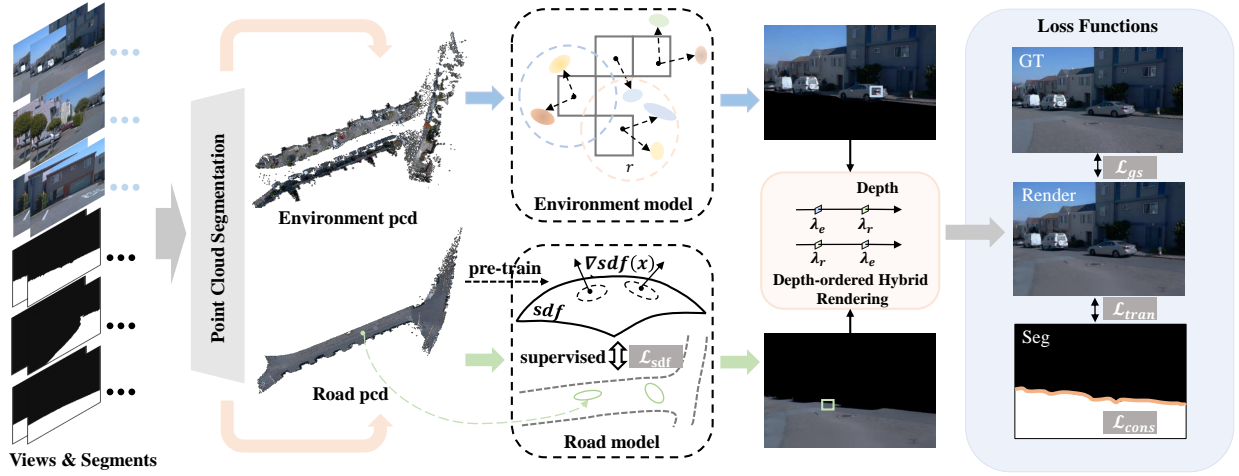 Views & Segments
Point Cloud Segmentation
Environment pcd
Road pcd
pre-train
r
Environment model
∇sdf(x)
sdf
supervised
ℒsdf
Road model
Depth
λe
λr
λr
λe
Depth-ordered Hybrid
Rendering
Loss Functions
GT
ℒgs
Render
ℒtran
Seg
ℒcons